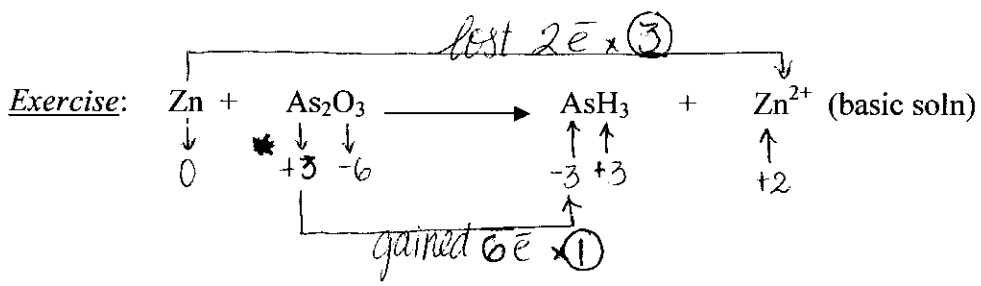 lost 2ē × ③
Exercise: Zn + As₂O₃ ⟶ AsH₃ + Zn²⁺ (basic soln)
0 +3 -6 -3 +3 +2
gained 6ē × ①